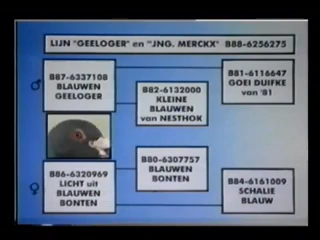 LIJN "GEELOGER" en "JNG. MERCKX" B88-6256275
B87-6337108
BLAUWEN
GEELOGER
B82-6132000
KLEINE
BLAUWEN
van NESTHOK
B81-6116647
GOEI DUIFKE
van '81
B86-6320969
LICHT uit
BLAUWEN
BONTEN
B80-6307757
BLAUWEN
BONTEN
B84-6161009
SCHALIE
BLAUW